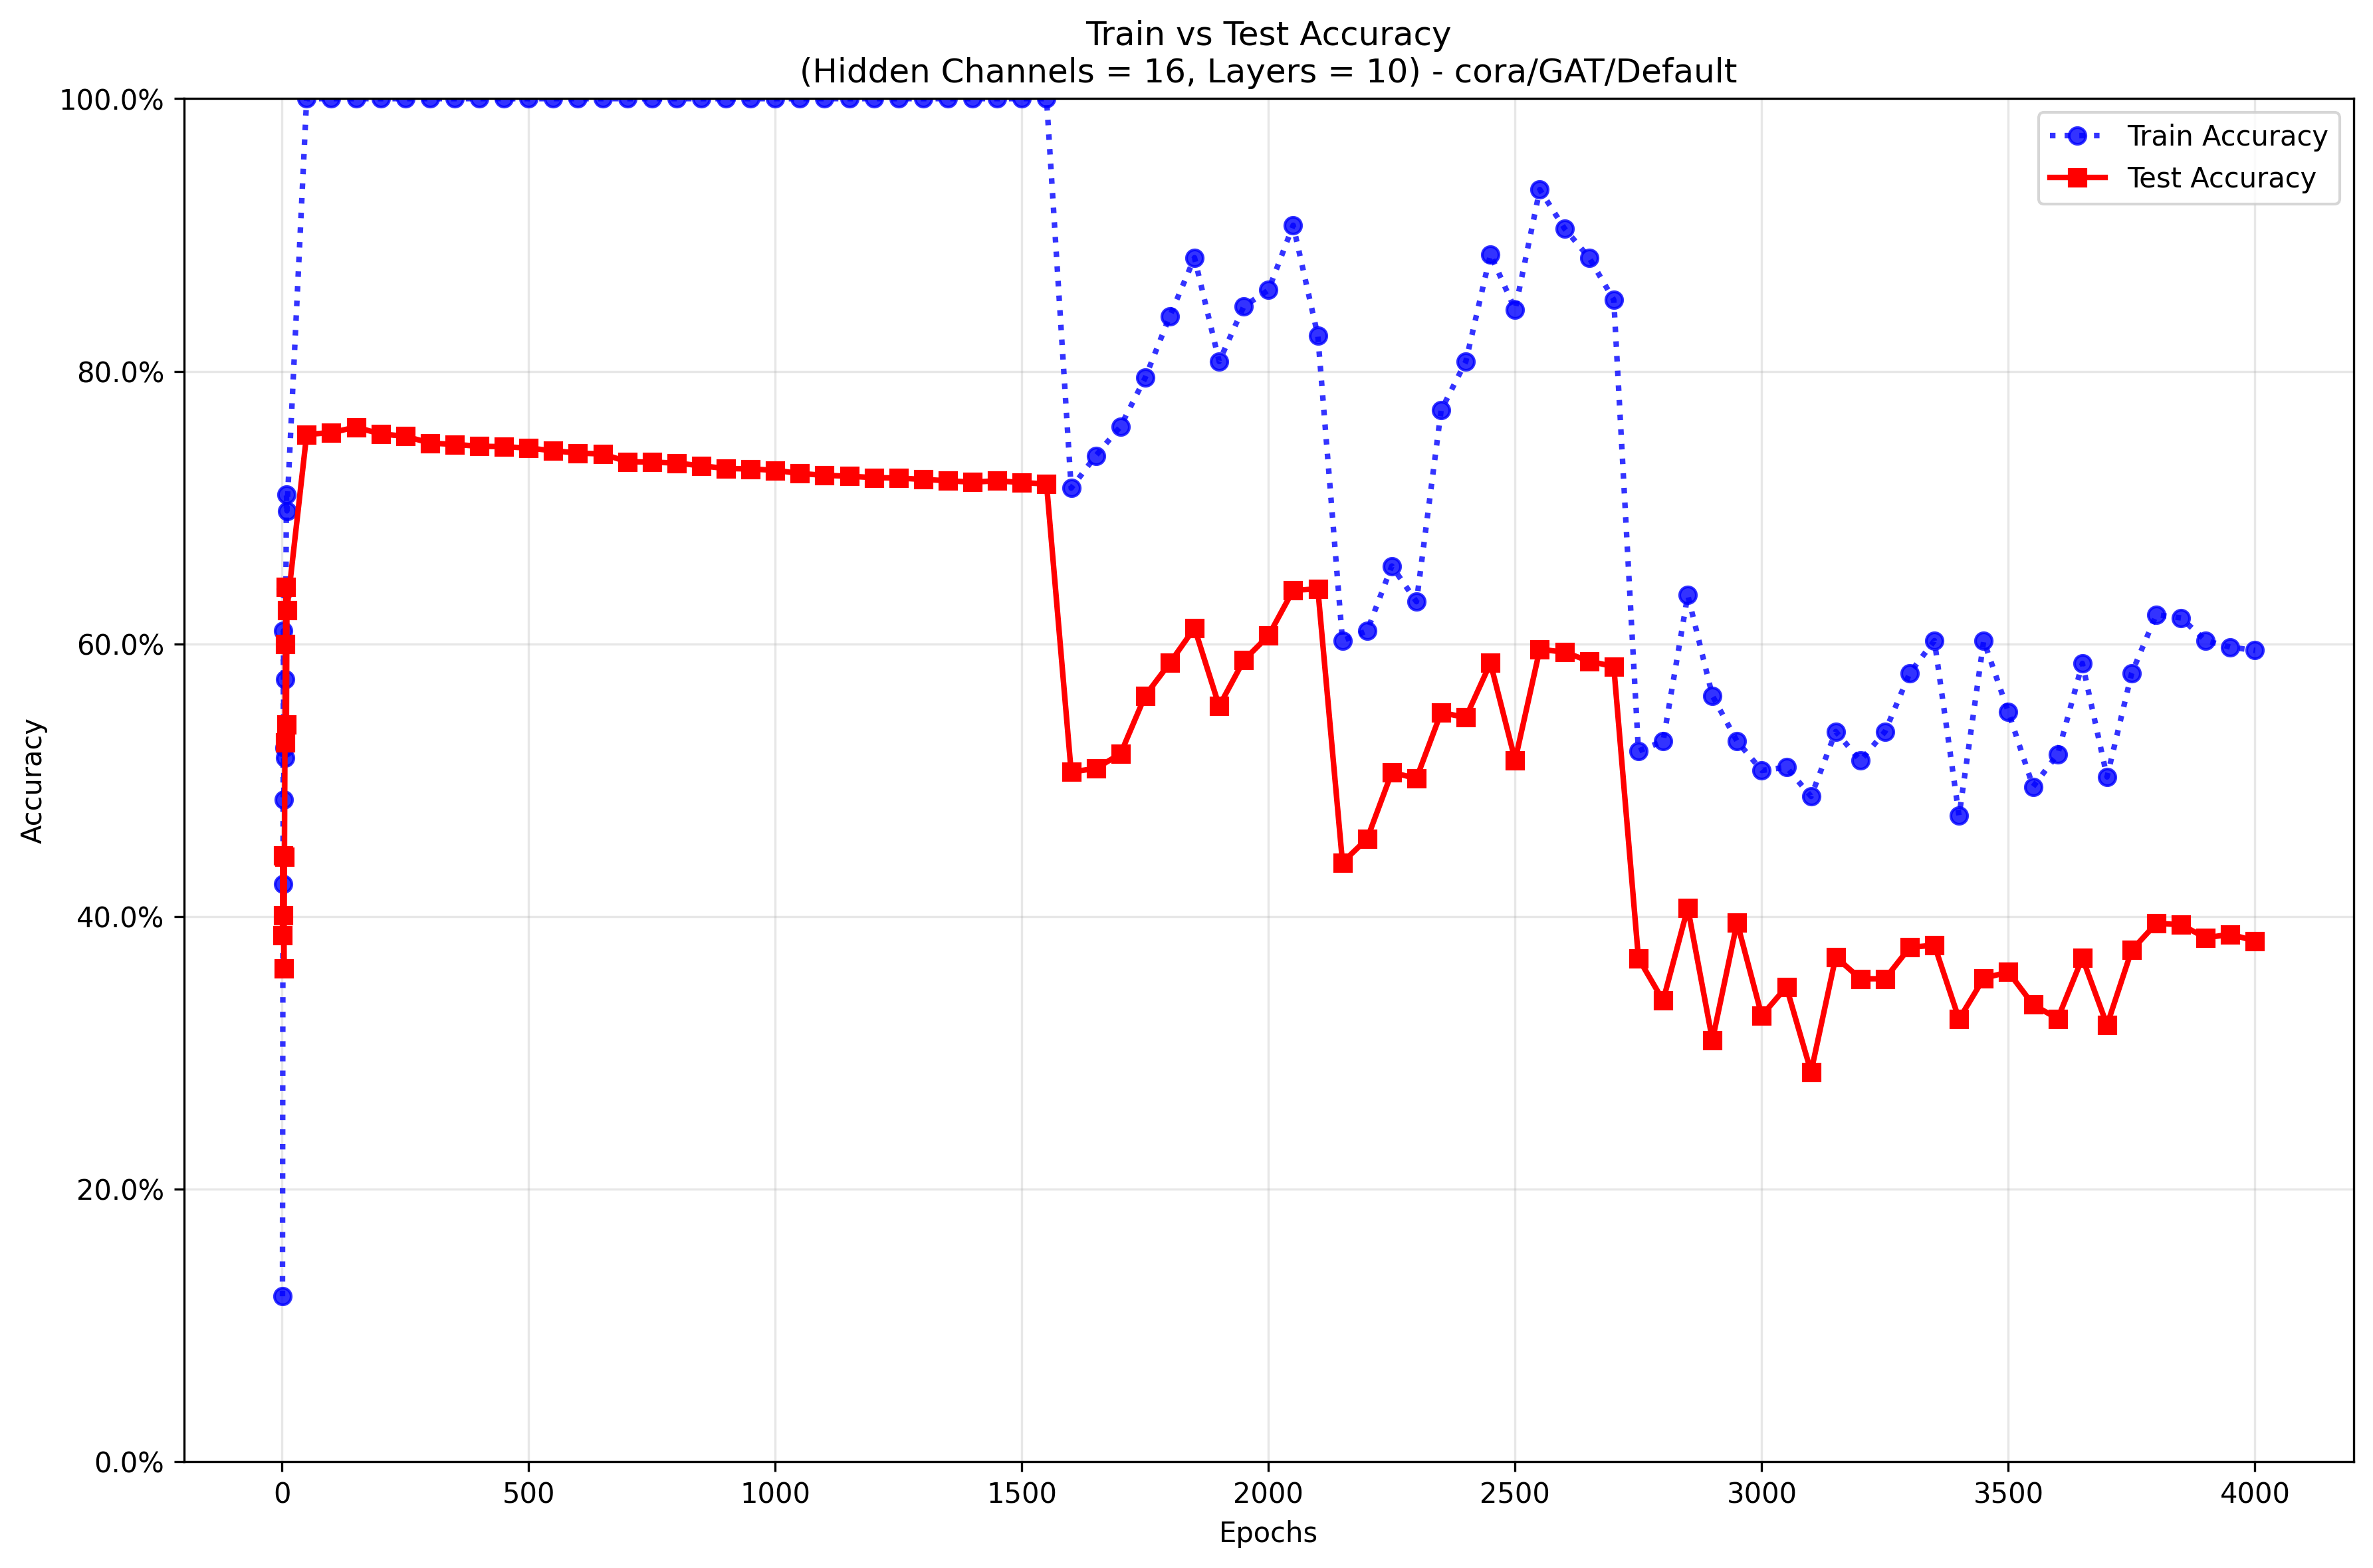 Train vs Test Accuracy
(Hidden Channels = 16, Layers = 10) - cora/GAT/Default
Train Accuracy
Test Accuracy
Accuracy
100.0%
80.0%
60.0%
40.0%
20.0%
0.0%
0
500
1000
1500
2000
2500
3000
3500
4000
Epochs